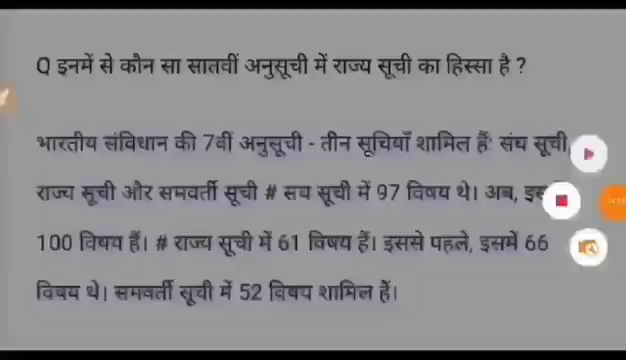 Q इनमें से कौन सा सातवीं अनुसूची में राज्य सूची का हिस्सा है ?
भारतीय संविधान की 7वीं अनुसूची - तीन सूचियाँ शामिल हैं: संघ सूची,
राज्य सूची और समवर्ती सूची # संघ सूची में 97 विषय थे। अब,
100 विषय हैं। # राज्य सूची में 61 विषय हैं। इससे पहले, इसमें 66
विषय थे। समवर्ती सूची में 52 विषय शामिल हैं।